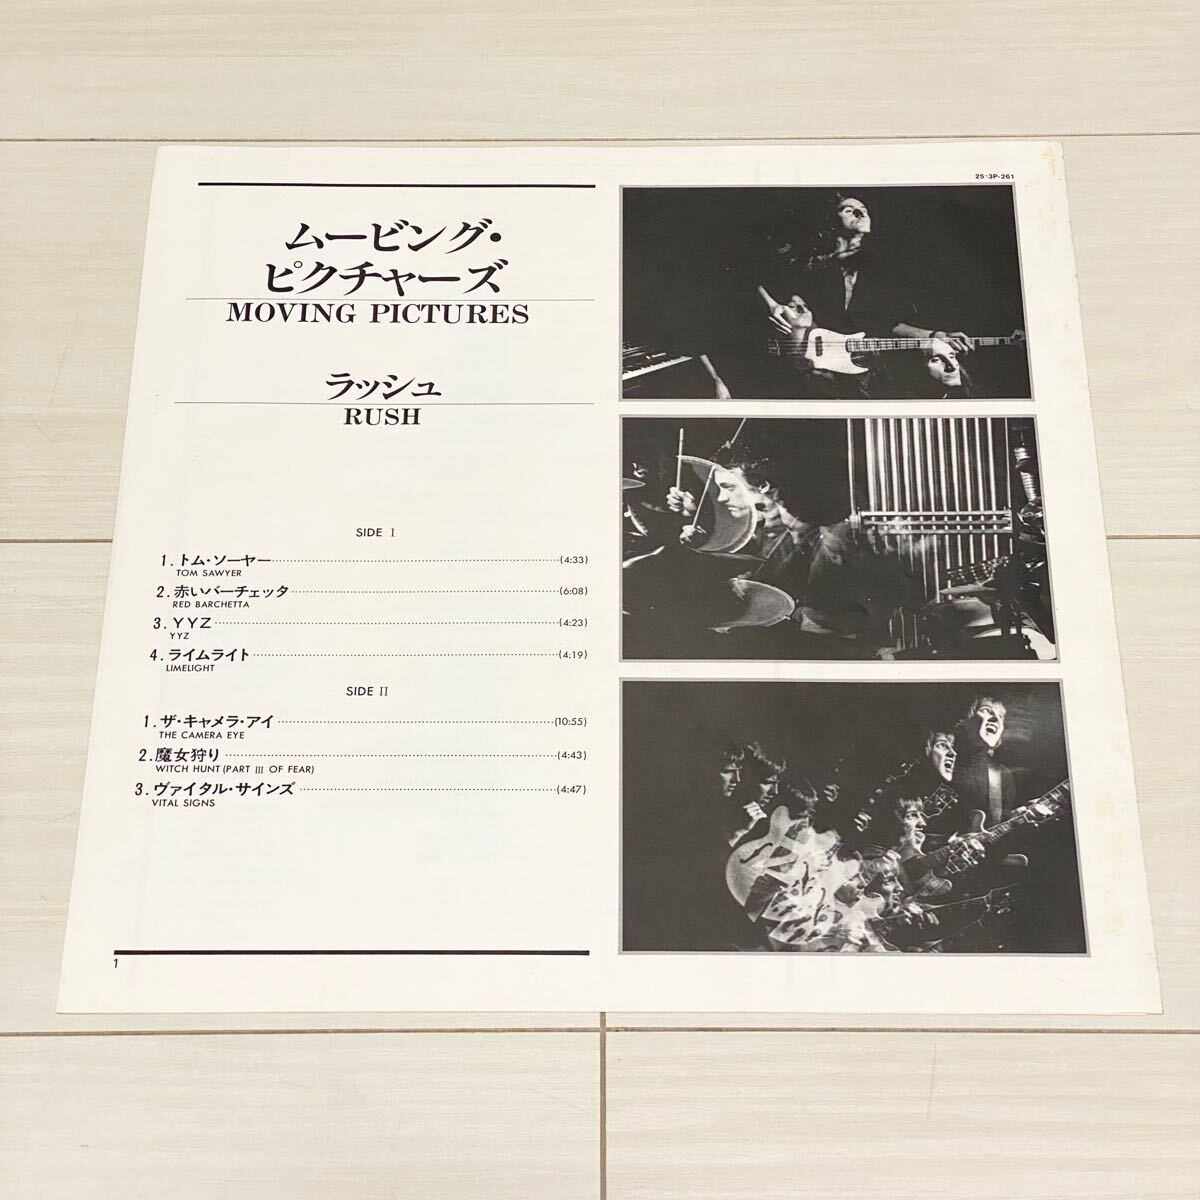 25・3P-261
ムービング・
ピクチャーズ
MOVING PICTURES
ラッシュ
RUSH
SIDE I
1. トム・ソーヤー (4:33)
TOM SAWYER
2. 赤いバーチェッタ (6:08)
RED BARCHETTA
3. YYZ (4:23)
YYZ
4. ライムライト (4:19)
LIMELIGHT
SIDE II
1. ザ・キャメラ・アイ (10:55)
THE CAMERA EYE
2. 魔女狩り (4:43)
WITCH HUNT (PART III OF FEAR)
3. ヴァイタル・サインズ (4:47)
VITAL SIGNS
1